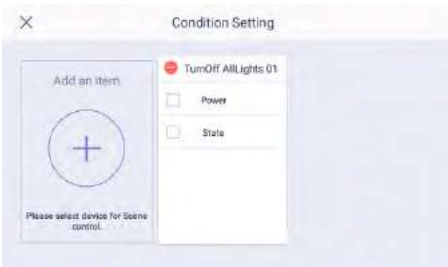 Condition Setting
Add an item
TurnOff AllLights 01
Power
State
Please select device for Scene
control.